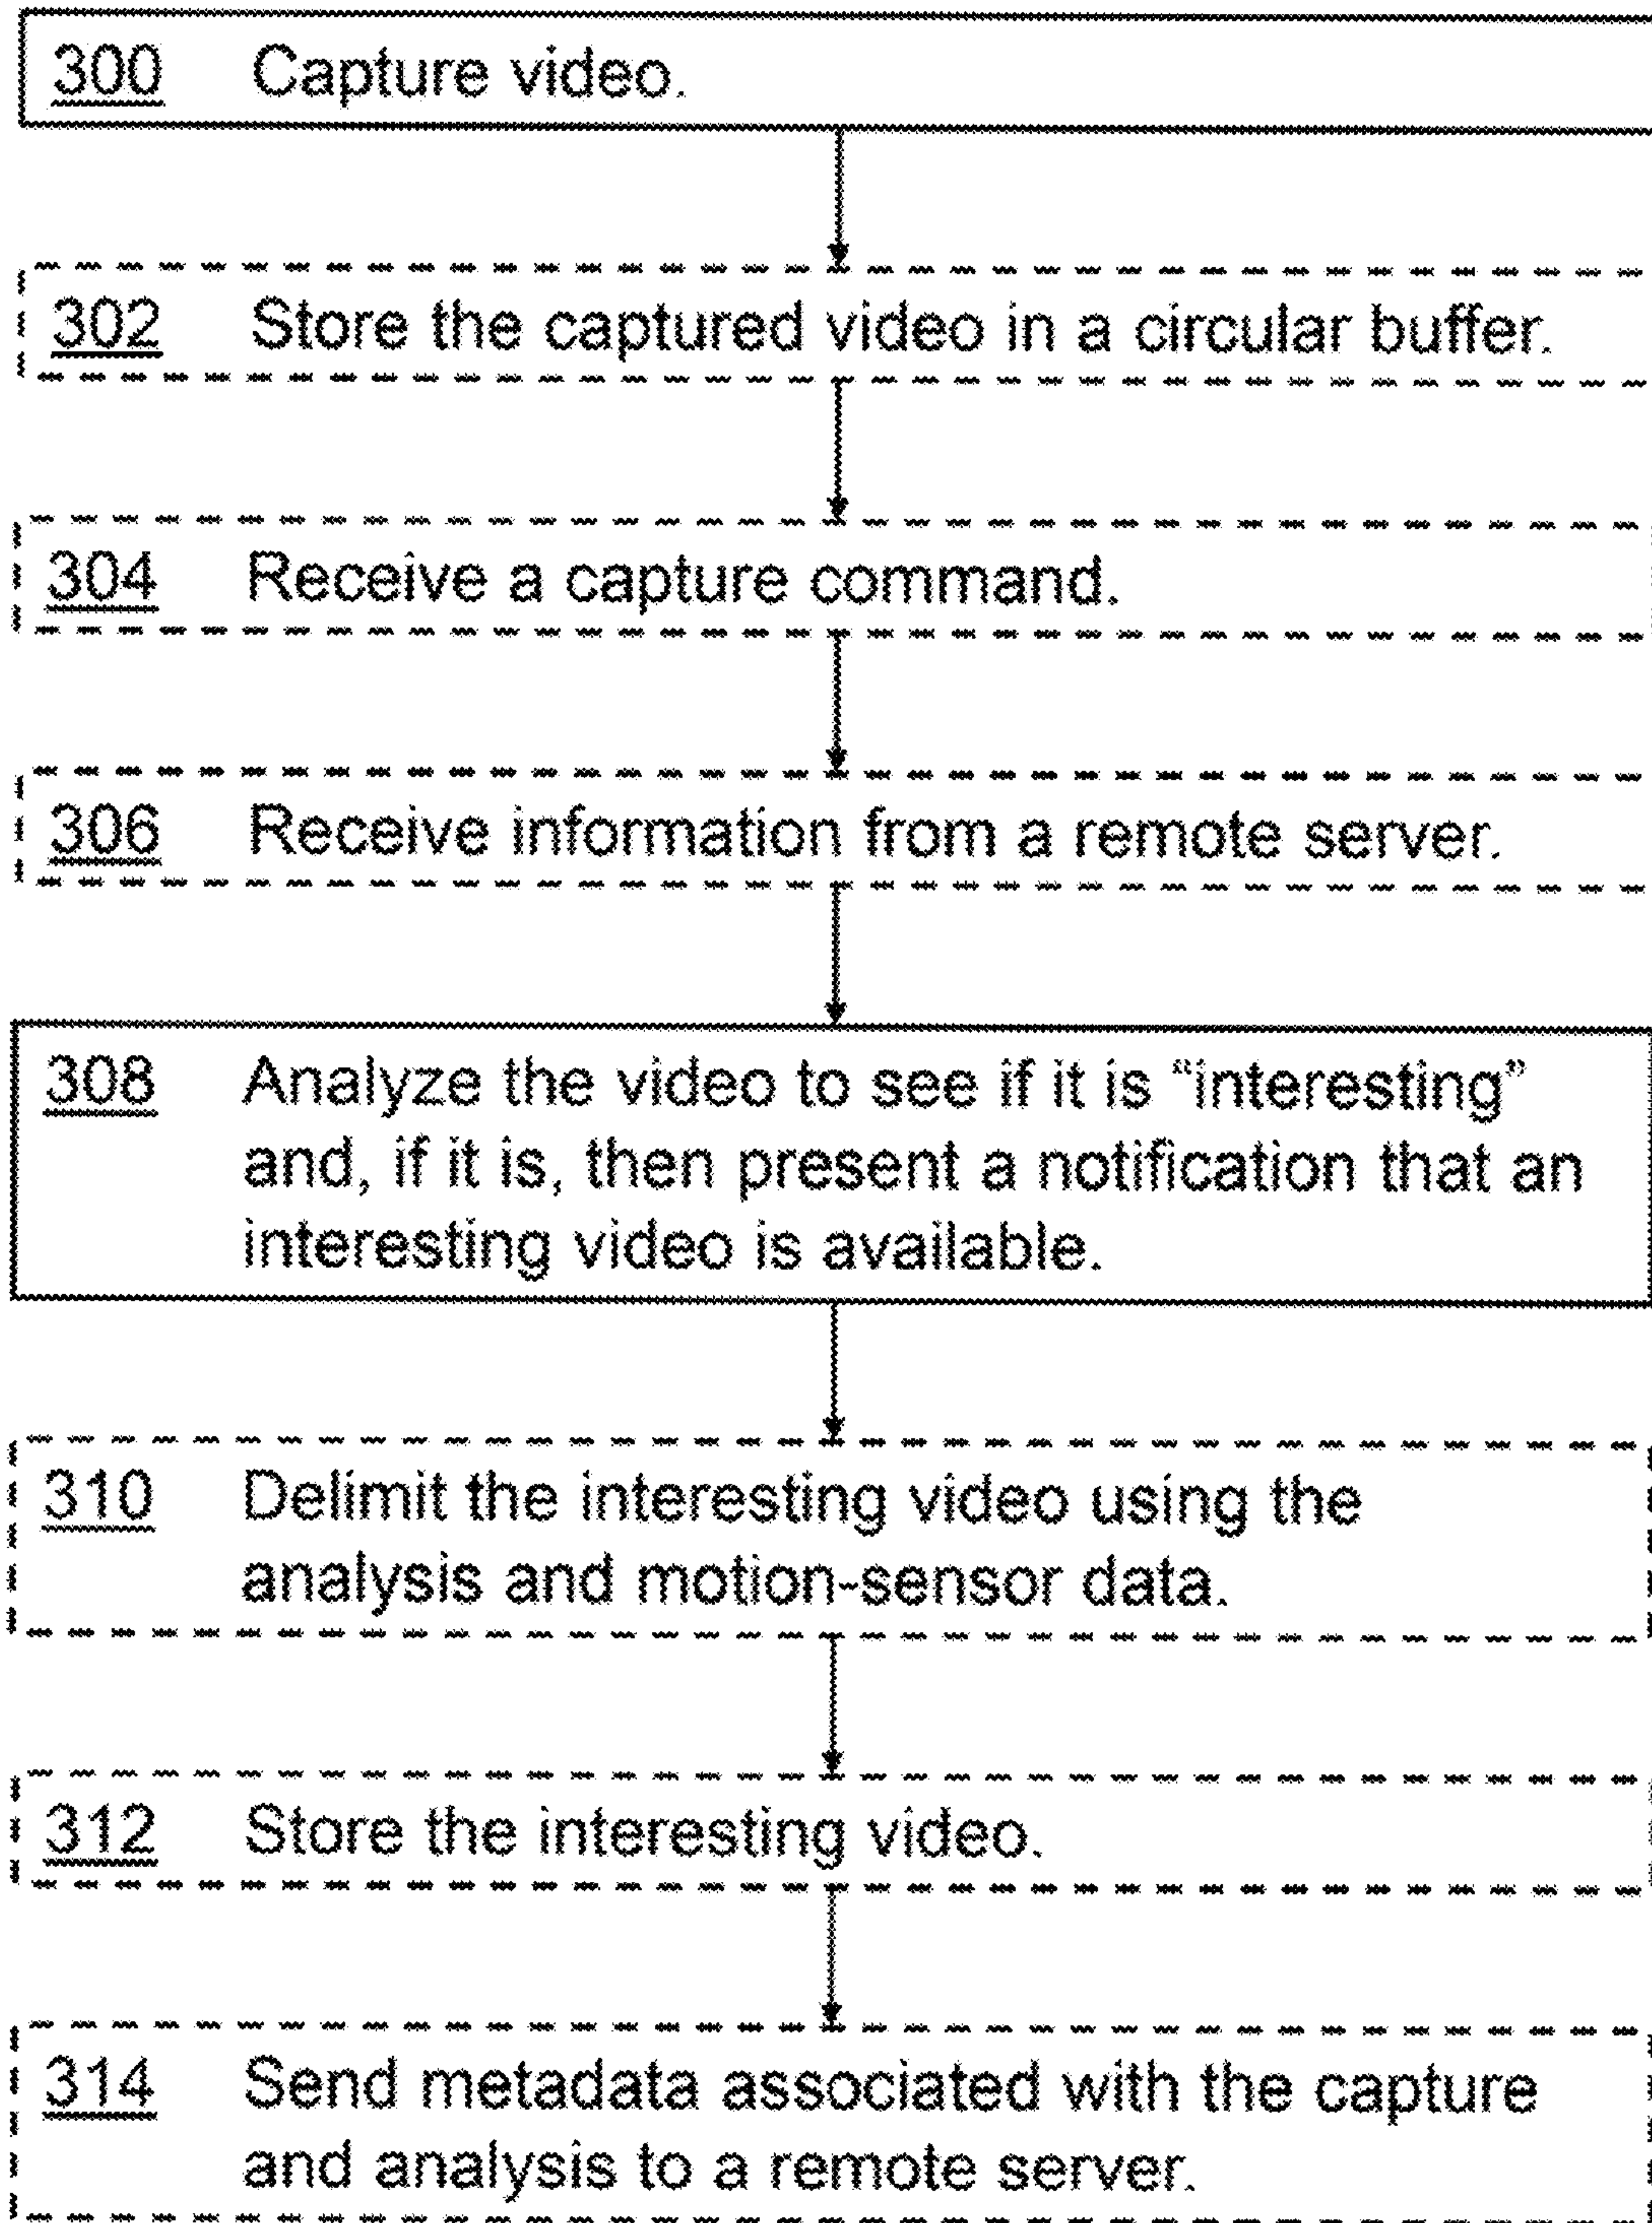 300 Capture video.
302 Store the captured video in a circular buffer.
304 Receive a capture command.
306 Receive information from a remote server.
308 Analyze the video to see if it is “interesting”
and, if it is, then present a notification that an
interesting video is available.
310 Delimit the interesting video using the
analysis and motion-sensor data.
312 Store the interesting video.
314 Send metadata associated with the capture
and analysis to a remote server.